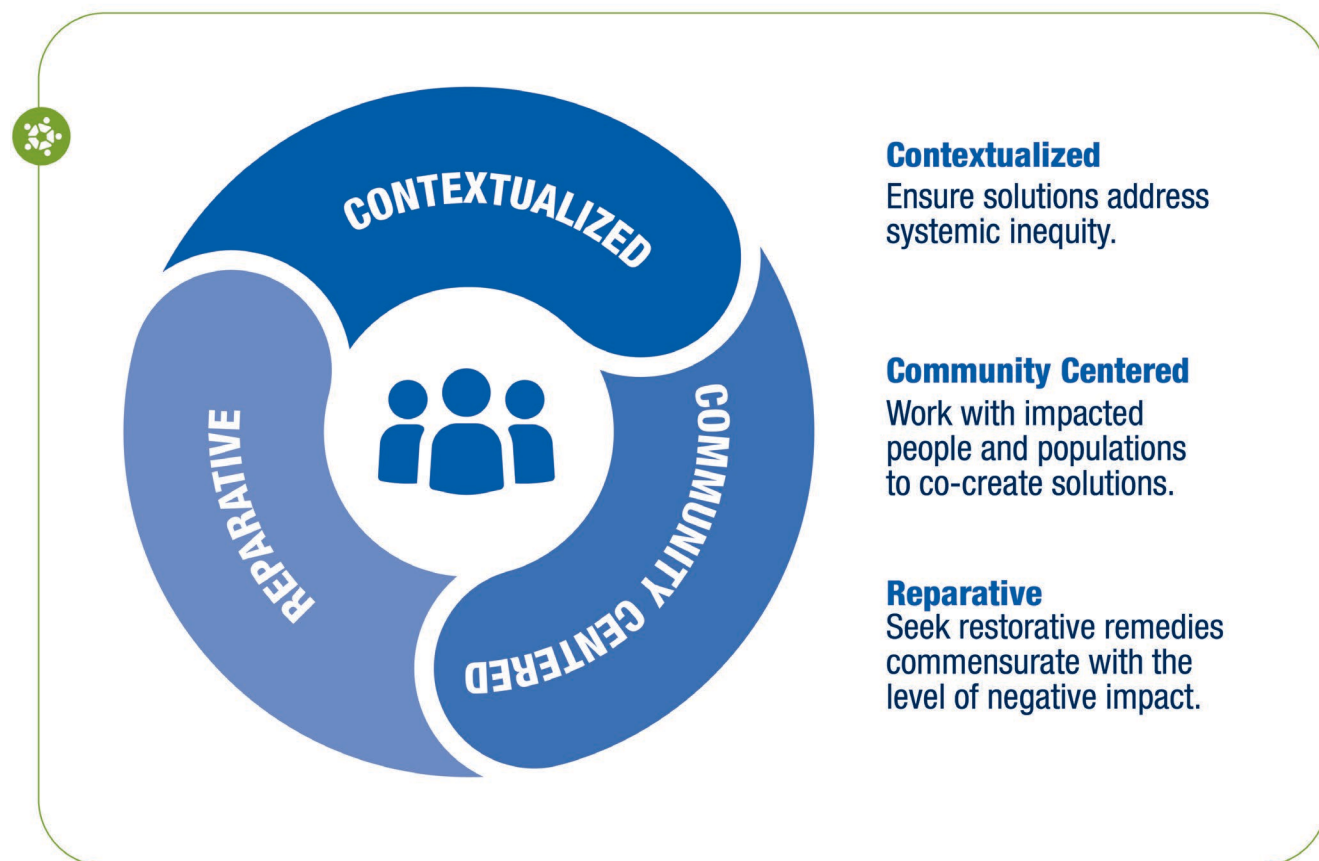 CONTEXTUALIZED
COMMUNITY CENTERED
REPARATIVE
Contextualized
Ensure solutions address
systemic inequity.
Community Centered
Work with impacted
people and populations
to co-create solutions.
Reparative
Seek restorative remedies
commensurate with the
level of negative impact.